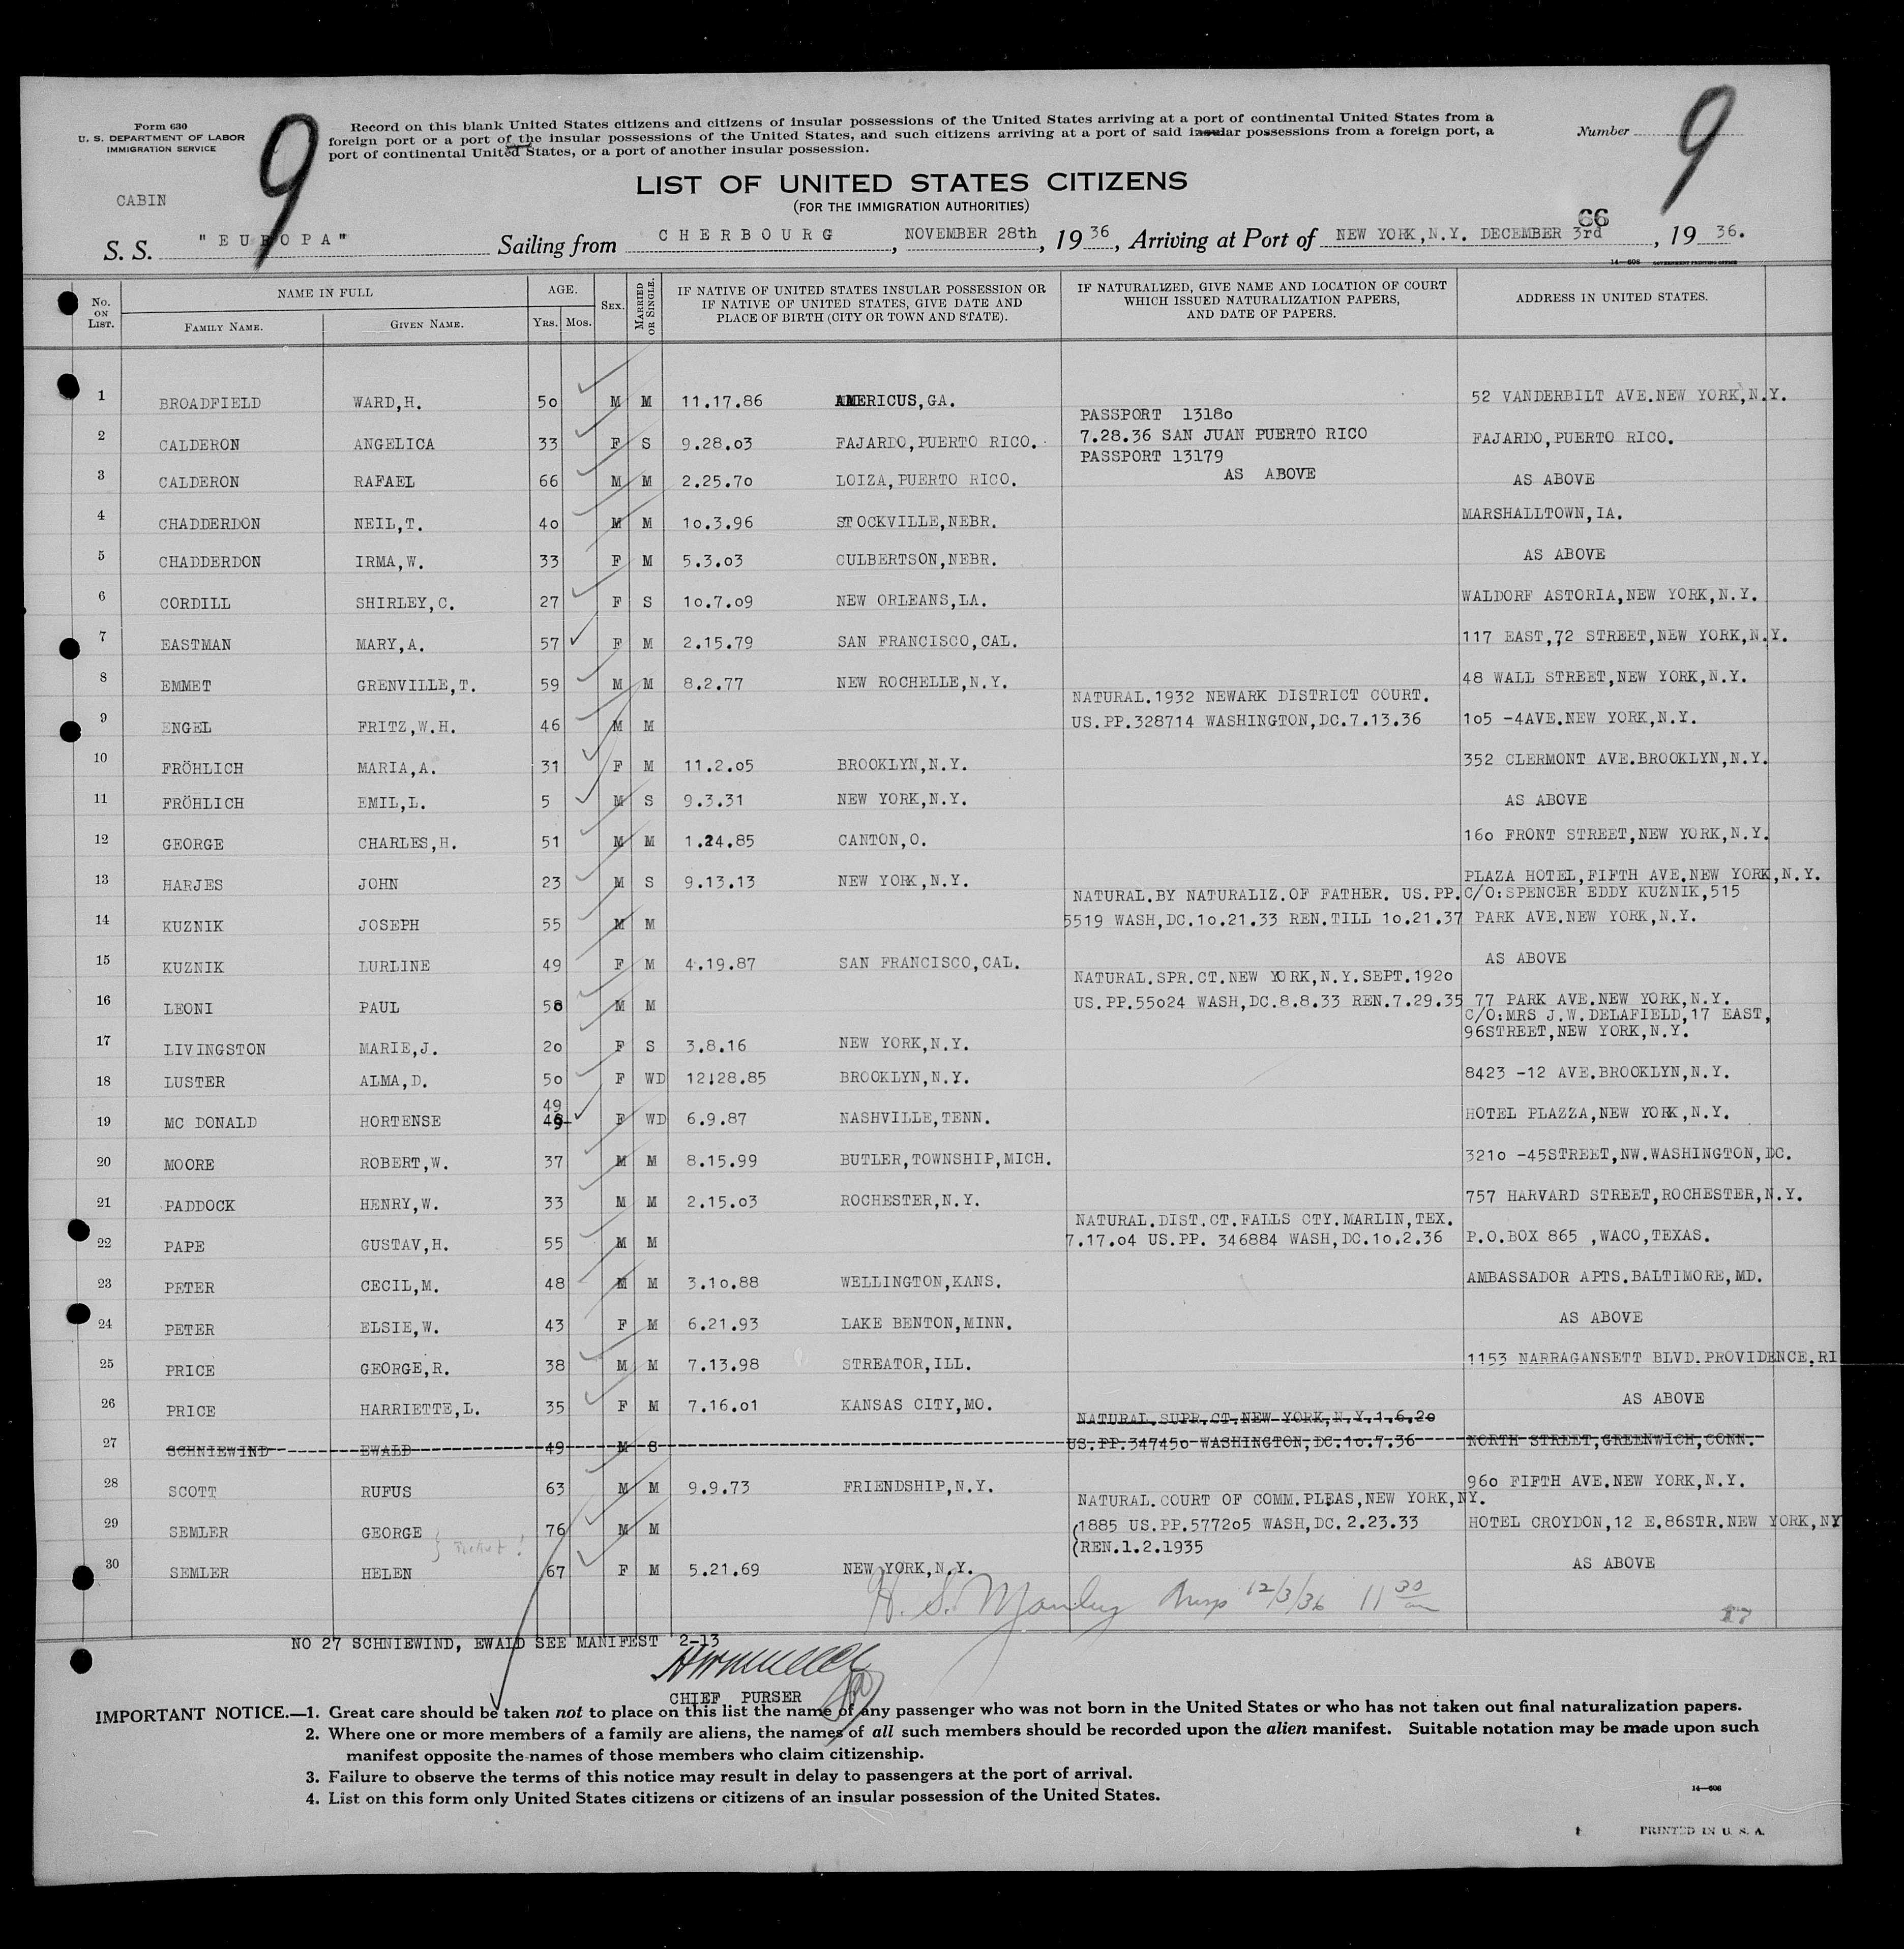 Form 630
U. S. DEPARTMENT OF LABOR
IMMIGRATION SERVICE
9
Record on this blank United States citizens and citizens of insular possessions of the United States arriving at a port of continental United States from a
foreign port or a port of the insular possessions of the United States, and such citizens arriving at a port of said insular possessions from a foreign port, a
port of continental United States, or a port of another insular possession.
Number
9
CABIN
LIST OF UNITED STATES CITIZENS
(FOR THE IMMIGRATION AUTHORITIES)
66
S. S. "EUROPA" Sailing from CHERBOURG, NOVEMBER 28th, 1936, Arriving at Port of NEW YORK,N.Y. DECEMBER 3rd, 1936.
14—606 GOVERNMENT PRINTING OFFICE
No. ON LIST. NAME IN FULL FAMILY NAME. GIVEN NAME. AGE. YRS. MOS. SEX. MARRIED OR SINGLE. IF NATIVE OF UNITED STATES INSULAR POSSESSION OR IF NATIVE OF UNITED STATES, GIVE DATE AND PLACE OF BIRTH (CITY OR TOWN AND STATE). IF NATURALIZED, GIVE NAME AND LOCATION OF COURT WHICH ISSUED NATURALIZATION PAPERS, AND DATE OF PAPERS. ADDRESS IN UNITED STATES.
1 BROADFIELD WARD,H. 50 M M 11.17.86 AMERICUS,GA. 52 VANDERBILT AVE.NEW YORK,N.Y.
PASSPORT 13180
2 CALDERON ANGELICA 33 F S 9.28.03 FAJARDO,PUERTO RICO. 7.28.36 SAN JUAN PUERTO RICO FAJARDO,PUERTO RICO.
PASSPORT 13179
3 CALDERON RAFAEL 66 M M 2.25.70 LOIZA,PUERTO RICO. AS ABOVE AS ABOVE
4 CHADDERDON NEIL,T. 40 M M 10.3.96 STOCKVILLE,NEBR. MARSHALLTOWN,IA.
5 CHADDERDON IRMA,W. 33 F M 5.3.03 CULBERTSON,NEBR. AS ABOVE
6 CORDILL SHIRLEY,C. 27 F S 10.7.09 NEW ORLEANS,LA. WALDORF ASTORIA,NEW YORK,N.Y.
7 EASTMAN MARY,A. 57 F M 2.15.79 SAN FRANCISCO,CAL. 117 EAST,72 STREET,NEW YORK,N.Y.
8 EMMET GRENVILLE,T. 59 M M 8.2.77 NEW ROCHELLE,N.Y. 48 WALL STREET,NEW YORK,N.Y.
NATURAL.1932 NEWARK DISTRICT COURT.
9 ENGEL FRITZ,W.H. 46 M M US.PP.328714 WASHINGTON,DC.7.13.36 105 -4AVE.NEW YORK,N.Y.
10 FRÖHLICH MARIA,A. 31 F M 11.2.05 BROOKLYN,N.Y. 352 CLERMONT AVE.BROOKLYN,N.Y.
11 FRÖHLICH EMIL,L. 5 M S 9.3.31 NEW YORK,N.Y. AS ABOVE
12 GEORGE CHARLES,H. 51 M M 1.24.85 CANTON,O. 160 FRONT STREET,NEW YORK,N.Y.
13 HARJES JOHN 23 M S 9.13.13 NEW YORK,N.Y. PLAZA HOTEL,FIFTH AVE.NEW YORK,N.Y.
NATURAL.BY NATURALIZ.OF FATHER. US.PP. C/O:SPENCER EDDY KUZNIK,515
14 KUZNIK JOSEPH 55 M M 5519 WASH,DC.10.21.33 REN.TILL 10.21.37 PARK AVE.NEW YORK,N.Y.
15 KUZNIK LURLINE 49 F M 4.19.87 SAN FRANCISCO,CAL. AS ABOVE
NATURAL.SPR.CT.NEW YORK,N.Y.SEPT.1920
16 LEONI PAUL 58 M M US.PP.55024 WASH,DC.8.8.33 REN.7.29.35 77 PARK AVE.NEW YORK,N.Y.
C/O:MRS J.W.DELAFIELD,17 EAST,
96STREET,NEW YORK,N.Y.
17 LIVINGSTON MARIE,J. 20 F S 3.8.16 NEW YORK,N.Y.
18 LUSTER ALMA,D. 50 F WD 12.28.85 BROOKLYN,N.Y. 8423 -12 AVE.BROOKLYN,N.Y.
49
19 MC DONALD HORTENSE F WD 6.9.87 NASHVILLE,TENN. HOTEL PLAZZA,NEW YORK,N.Y.
20 MOORE ROBERT,W. 37 M M 8.15.99 BUTLER,TOWNSHIP,MICH. 3210 -45STREET,NW.WASHINGTON,DC.
21 PADDOCK HENRY,W. 33 M M 2.15.03 ROCHESTER,N.Y. 757 HARVARD STREET,ROCHESTER,N.Y.
NATURAL.DIST.CT.FALLS CTY.MARLIN,TEX.
22 PAPE GUSTAV,H. 55 M M 7.17.04 US.PP. 346884 WASH,DC.10.2.36 P.O.BOX 865 ,WACO,TEXAS.
23 PETER CECIL,M. 48 M M 3.10.88 WELLINGTON,KANS. AMBASSADOR APTS.BALTIMORE,MD.
24 PETER ELSIE,W. 43 F M 6.21.93 LAKE BENTON,MINN. AS ABOVE
25 PRICE GEORGE,R. 38 M M 7.13.98 STREATOR,ILL. 1153 NARRAGANSETT BLVD.PROVIDENCE,RI
26 PRICE HARRIETTE,L. 35 F M 7.16.01 KANSAS CITY,MO. AS ABOVE
NATURAL.SUPR.CT.NEW YORK,N.Y.1.6.20
27 SCHNIEWIND EWALD 49 M S US.PP.347450 WASHINGTON,DC.10.7.36 NORTH STREET,GREENWICH,CONN.
28 SCOTT RUFUS 63 M M 9.9.73 FRIENDSHIP,N.Y. 960 FIFTH AVE.NEW YORK,N.Y.
NATURAL.COURT OF COMM.PLEAS,NEW YORK,NY.
29 SEMLER GEORGE 76 M M (1885 US.PP.577205 WASH,DC.2.23.33 HOTEL CROYDON,12 E.86STR.NEW YORK,NY
(REN.1.2.1935
30 SEMLER HELEN 67 F M 5.21.69 NEW YORK,N.Y. AS ABOVE
H. S. Manley Insp 12/3/36 11 30 am
NO 27 SCHNIEWIND, EWALD SEE MANIFEST 2-13
CHIEF PURSER
IMPORTANT NOTICE.—1. Great care should be taken not to place on this list the name of any passenger who was not born in the United States or who has not taken out final naturalization papers.
2. Where one or more members of a family are aliens, the names of all such members should be recorded upon the alien manifest. Suitable notation may be made upon such
manifest opposite the names of those members who claim citizenship.
3. Failure to observe the terms of this notice may result in delay to passengers at the port of arrival.
4. List on this form only United States citizens or citizens of an insular possession of the United States.
14—606
PRINTED IN U. S. A.